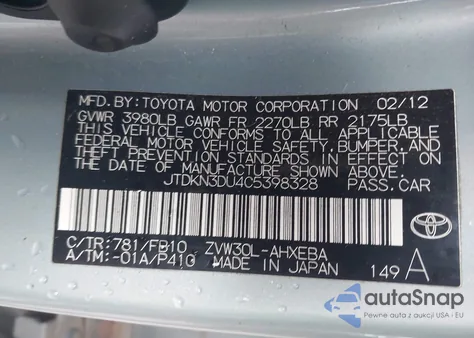 MFD. BY: TOYOTA MOTOR CORPORATION 02/12
GVWR 3980LB GAWR FR 2270LB RR 2175LB
THIS VEHICLE CONFORMS TO ALL APPLICABLE
FEDERAL MOTOR VEHICLE SAFETY, BUMPER, AND
THEFT PREVENTION STANDARDS IN EFFECT ON
THE DATE OF MANUFACTURE SHOWN ABOVE.
JTDKN3DU4C5398328 PASS. CAR
TOYOTA
C/TR: 781/FB10 ZVW30L-AHXEBA
A/TM: -01A/P410 MADE IN JAPAN
149 A
autoSnap
Pewne auta z aukcji USA i EU